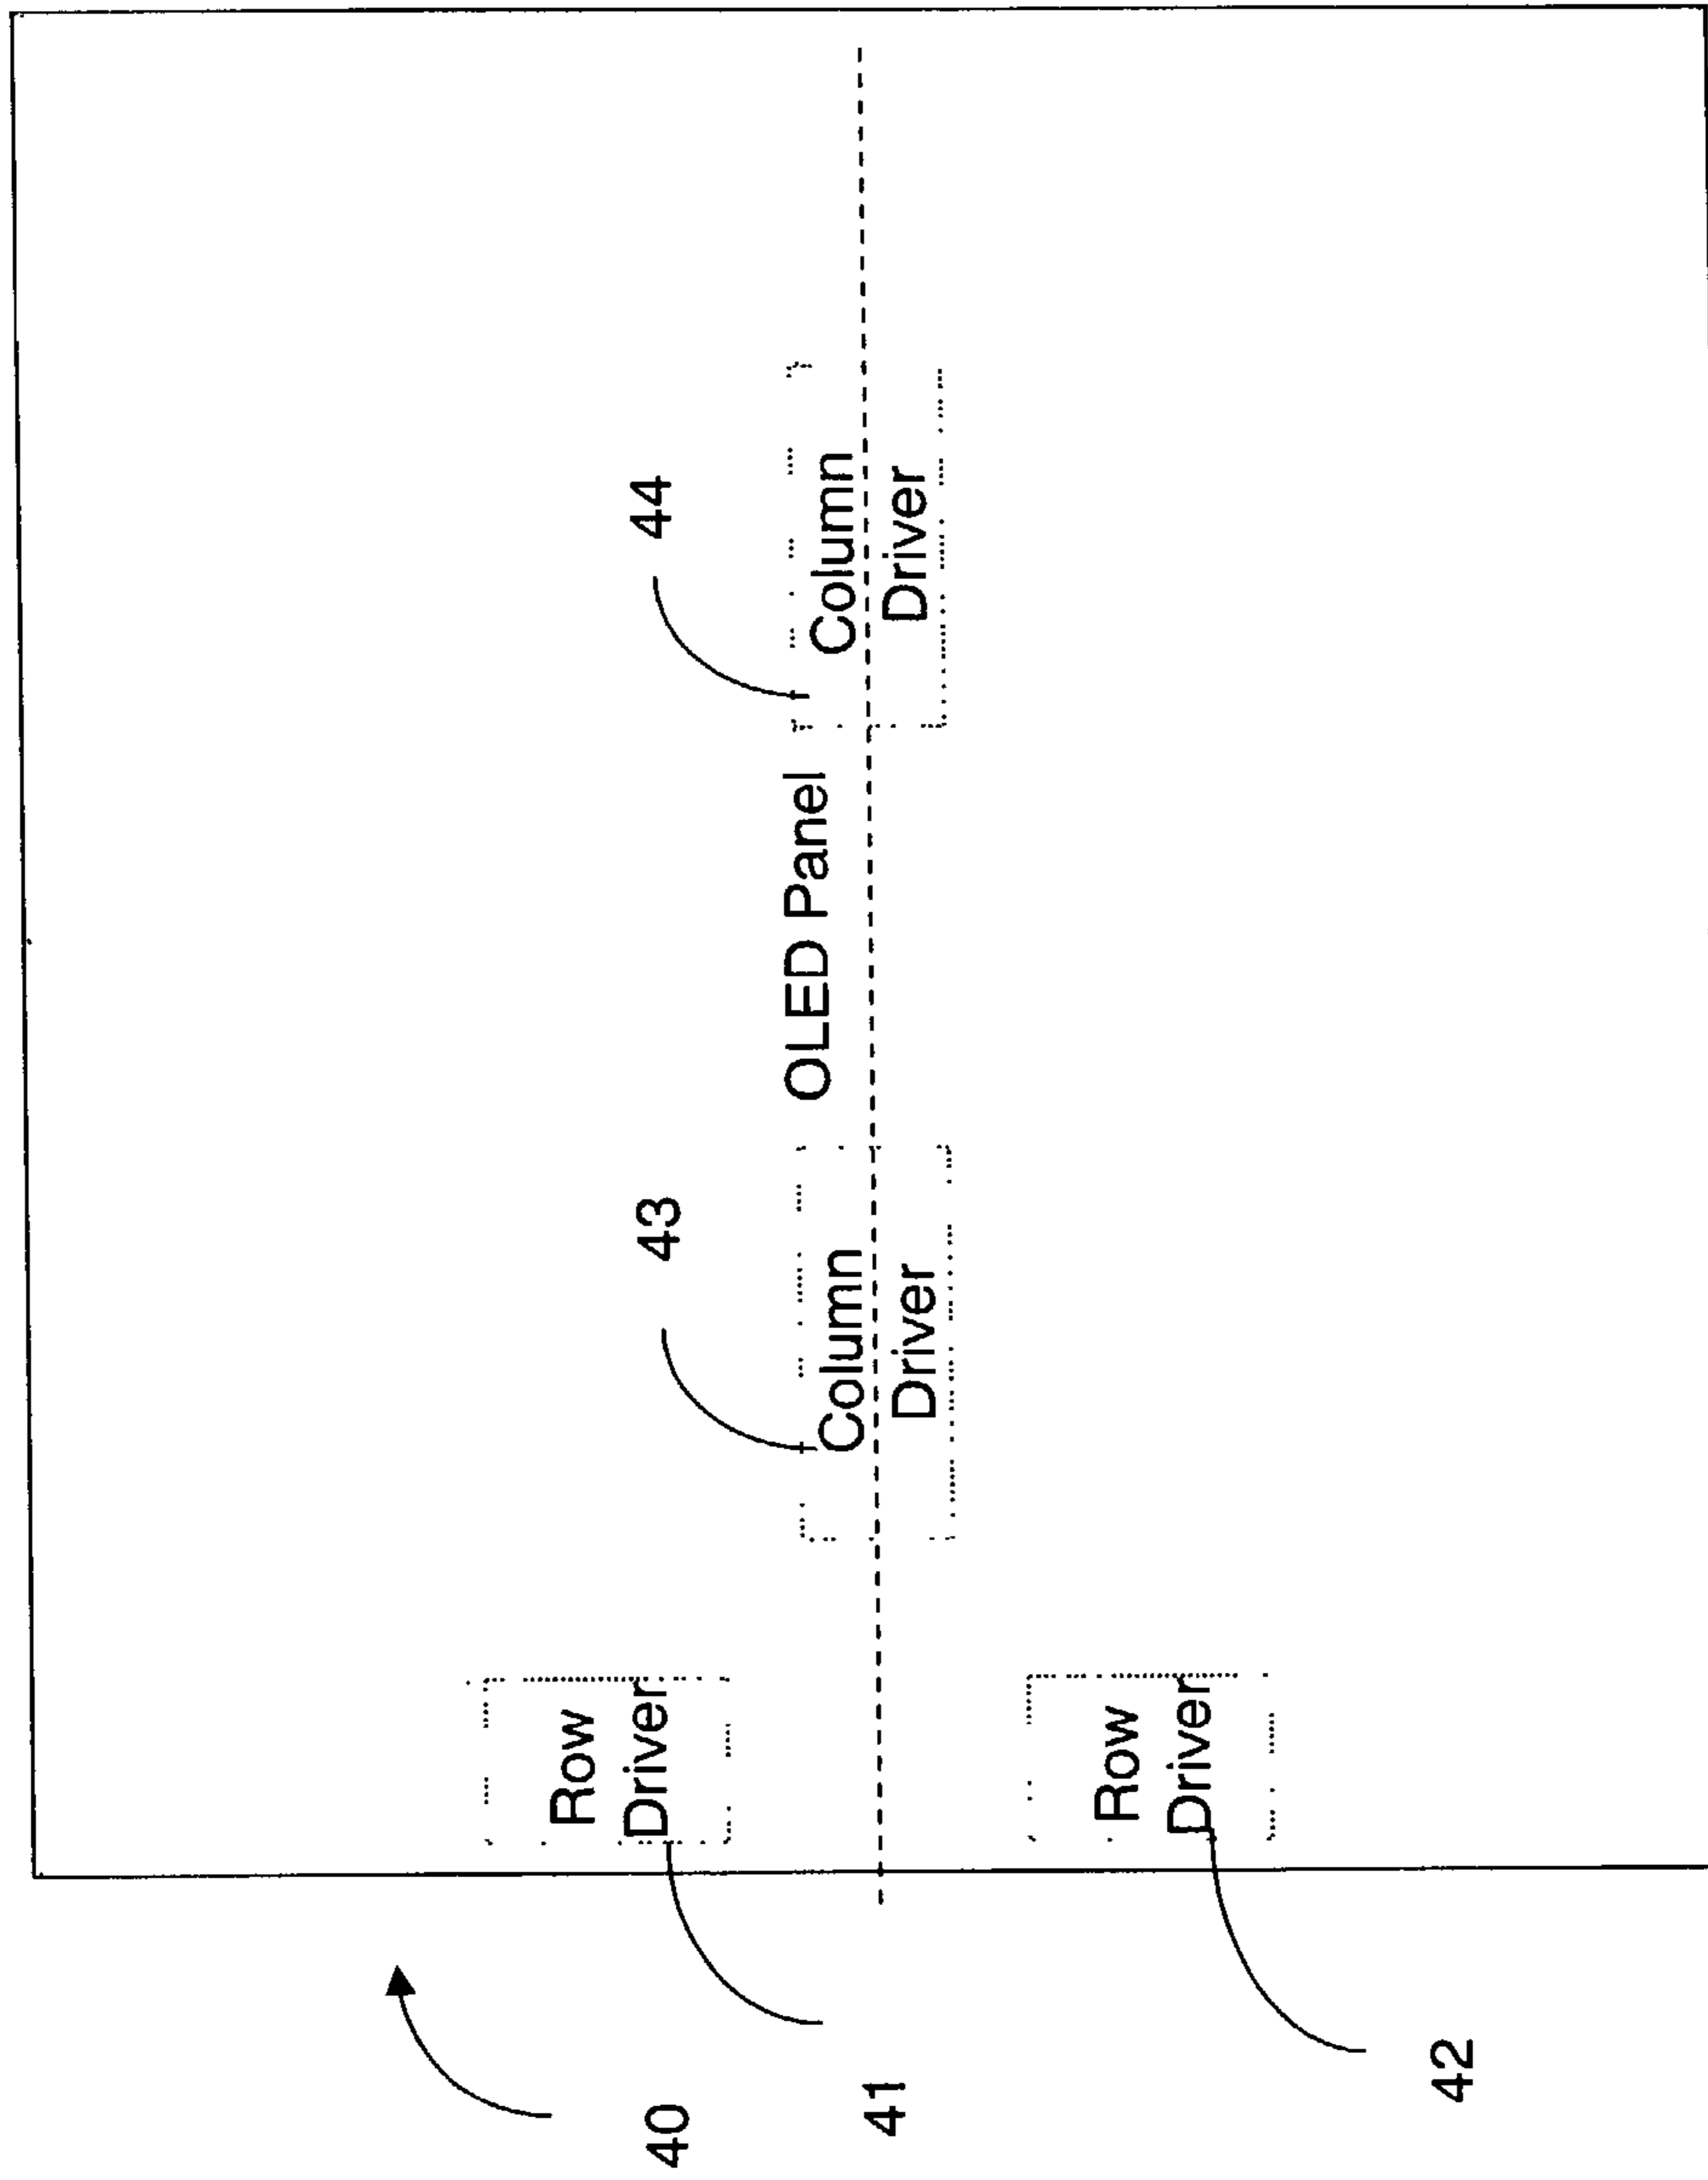 Row
Driver
40
43
44
OLED Panel
Column
Driver
Column
Driver
41
Row
Driver
42